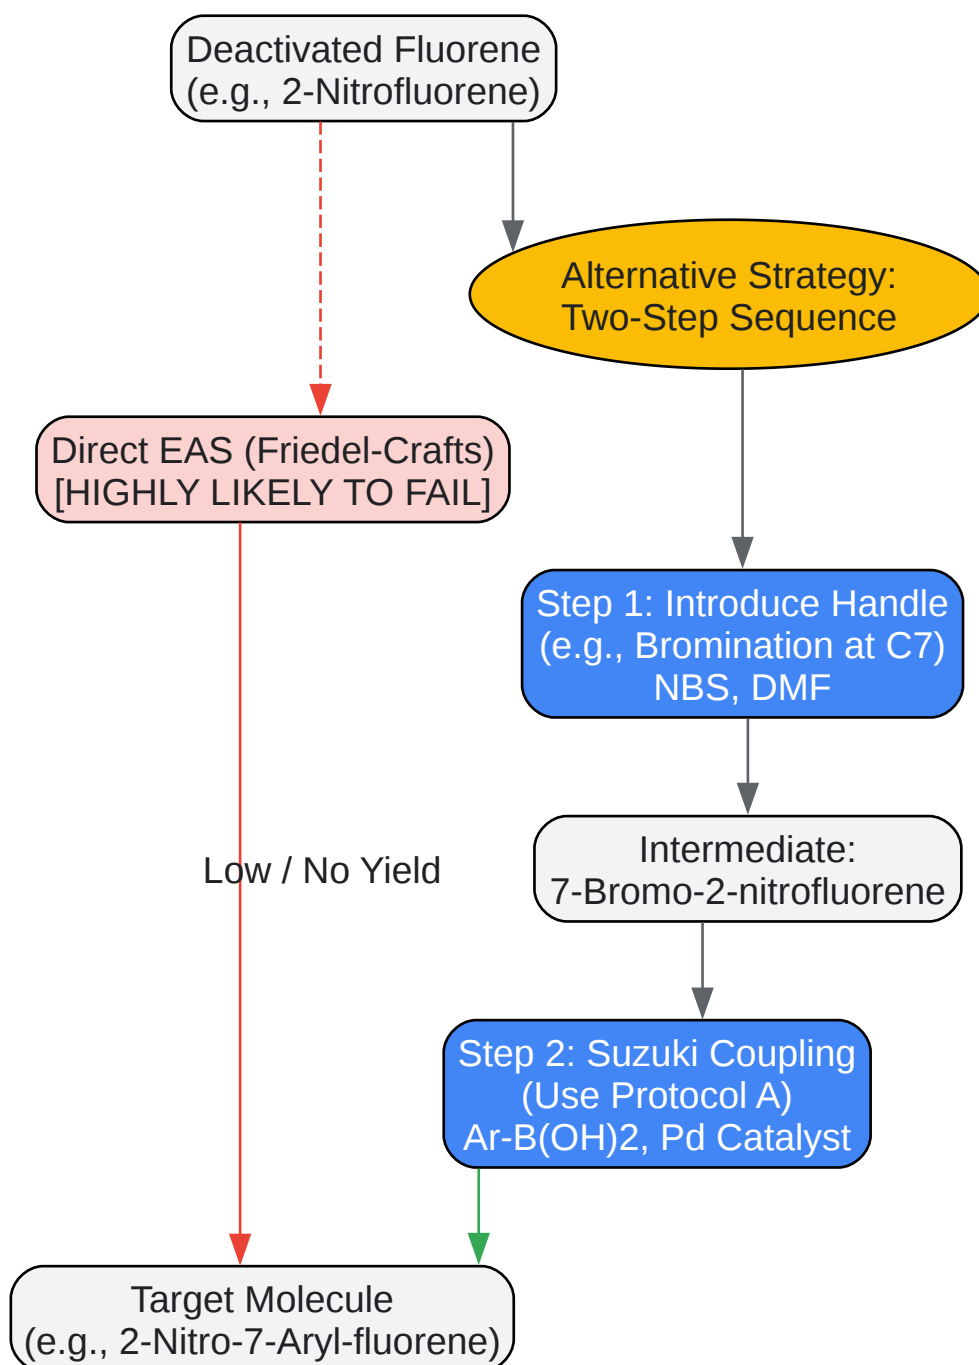 Deactivated Fluorene
(e.g., 2-Nitrofluorene)
Alternative Strategy:
Two-Step Sequence
Direct EAS (Friedel-Crafts)
[HIGHLY LIKELY TO FAIL]
Step 1: Introduce Handle
(e.g., Bromination at C7)
NBS, DMF
Low / No Yield
Intermediate:
7-Bromo-2-nitrofluorene
Step 2: Suzuki Coupling
(Use Protocol A)
Ar-B(OH)2, Pd Catalyst
Target Molecule
(e.g., 2-Nitro-7-Aryl-fluorene)